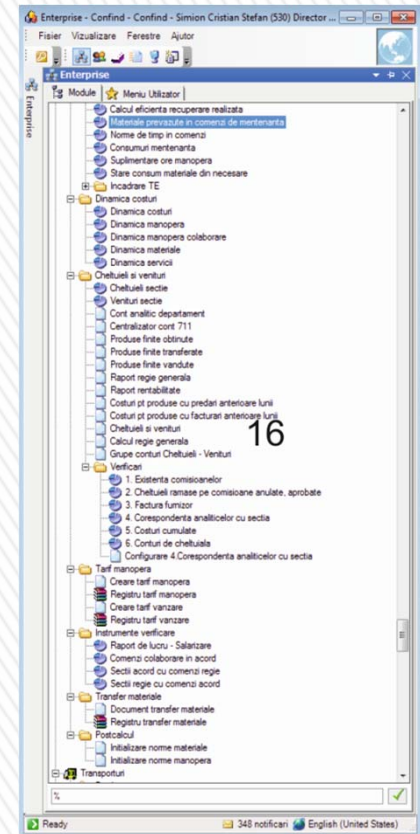 Enterprise - Confind - Confind - Simion Cristian Stefan (530) Director ...
Fisier Vizualizare Ferestre Ajutor
Enterprise
Enterprise
Module Meniu Utilizator
Calcul eficienta recuperare realizata
Materiale prevazute in comenzi de mentenanta
Norme de timp in comenzi
Consumuri mentenanta
Suplimentare ore manopera
Stare consum materiale din necesare
Incadrare TE
Dinamica costuri
Dinamica costuri
Dinamica manopera
Dinamica manopera colaborare
Dinamica materiale
Dinamica servicii
Cheltuieli si venituri
Cheltuieli sectie
Venituri sectie
Cont analitic departament
Centralizator cont 711
Produse finite obtinute
Produse finite transferate
Produse finite vandute
Raport regie generala
Raport rentabilitate
Costuri pt produse cu predari anterioare lunii
Costuri pt produse cu facturari anterioare lunii
Cheltuieli si venituri
16
Calcul regie generala
Grupe conturi Cheltuieli - Venituri
Verificari
1. Existenta comisioanelor
2. Cheltuieli ramase pe comisioane anulate, aprobate
3. Factura furnizor
4. Corespondenta analiticelor cu sectia
5. Costuri cumulate
6. Conturi de cheltuiala
Configurare 4.Corespondenta analiticelor cu sectia
Tarif manopera
Creare tarif manopera
Registru tarif manopera
Creare tarif vanzare
Registru tarif vanzare
Instrumente verificare
Raport de lucru - Salarizare
Comenzi colaborare in acord
Sectii acord cu comenzi regie
Sectii regie cu comenzi acord
Transfer materiale
Document transfer materiale
Registru transfer materiale
Postcalcul
Initializare norme materiale
Initializare norme manopera
Transporturi
%
Ready 348 notificari English (United States)